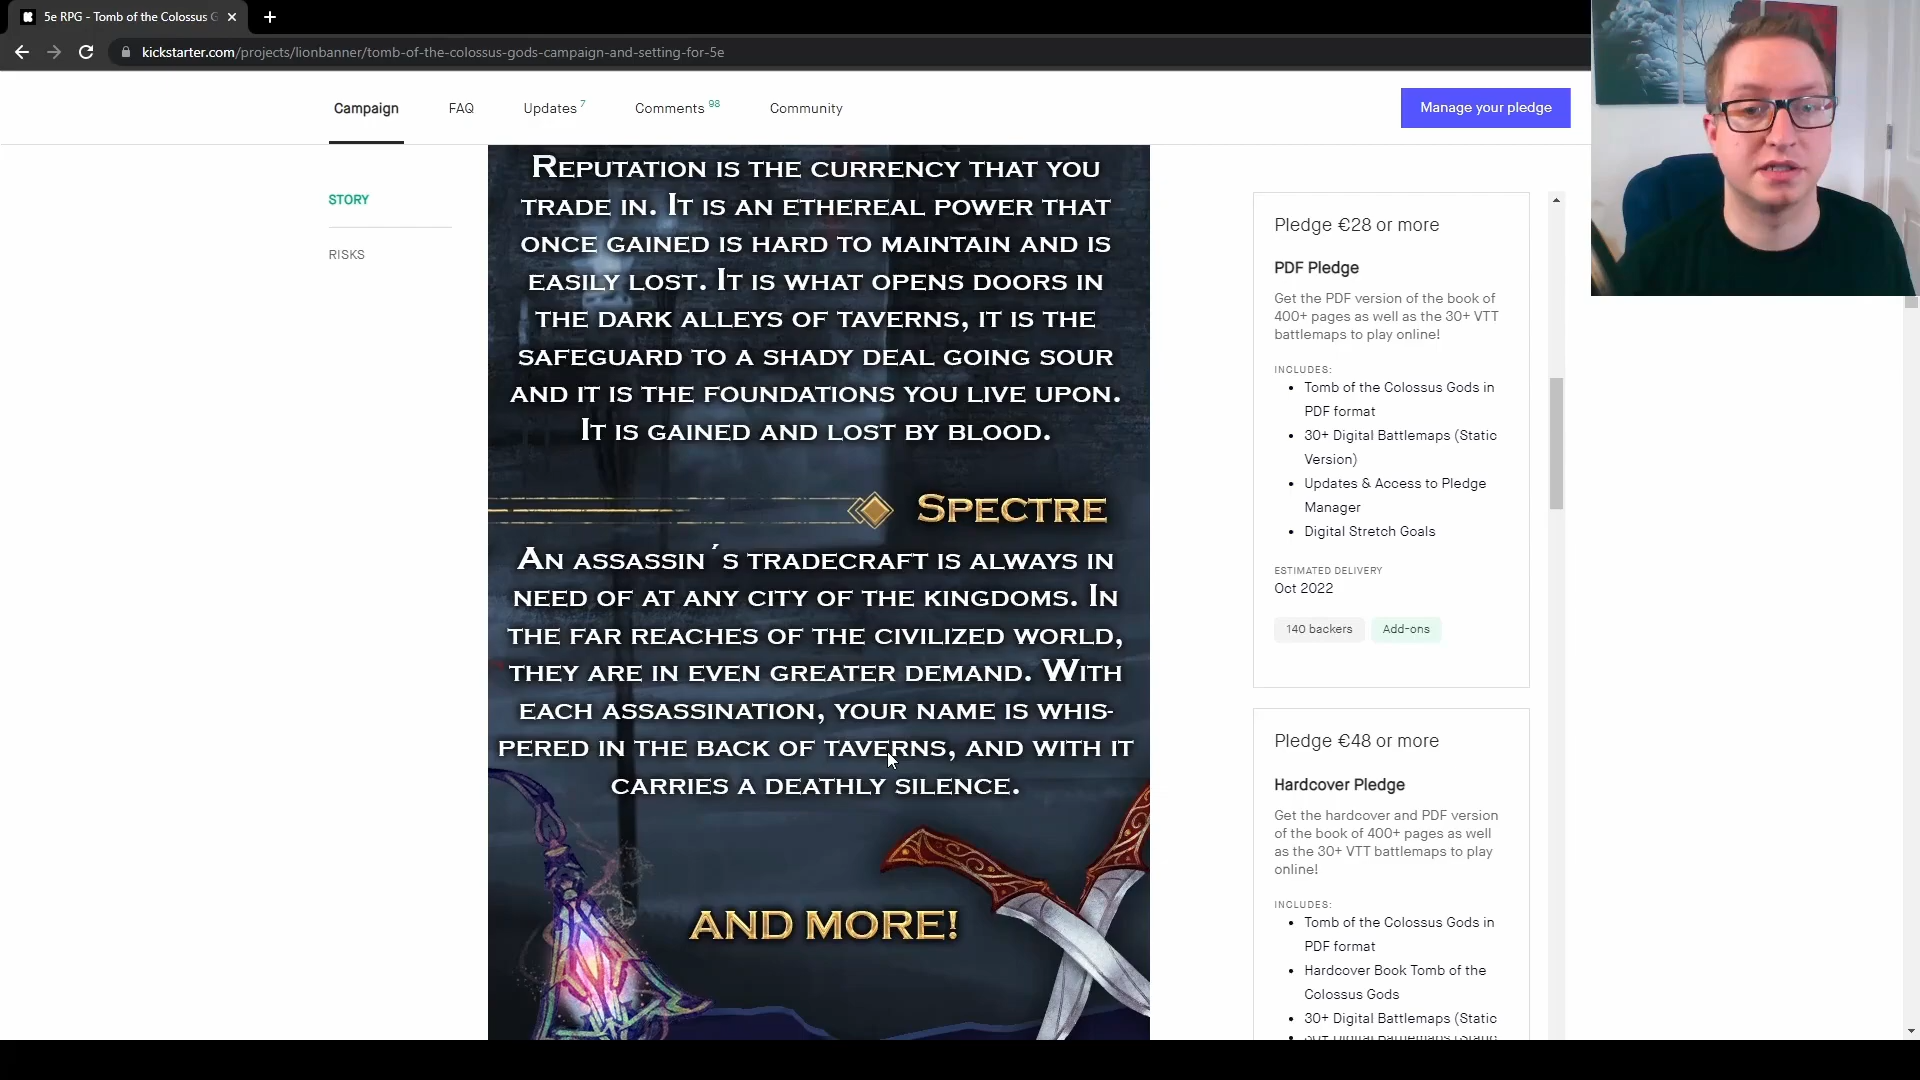 5e RPG - Tomb of the Colossus G
kickstarter.com/projects/lionbanner/tomb-of-the-colossus-gods-campaign-and-setting-for-5e
Campaign
FAQ
Updates 7
Comments 98
Community
Manage your pledge
STORY
RISKS
REPUTATION IS THE CURRENCY THAT YOU
TRADE IN. IT IS AN ETHEREAL POWER THAT
ONCE GAINED IS HARD TO MAINTAIN AND IS
EASILY LOST. IT IS WHAT OPENS DOORS IN
THE DARK ALLEYS OF TAVERNS, IT IS THE
SAFEGUARD TO A SHADY DEAL GOING SOUR
AND IT IS THE FOUNDATIONS YOU LIVE UPON.
IT IS GAINED AND LOST BY BLOOD.
SPECTRE
AN ASSASSIN´S TRADECRAFT IS ALWAYS IN
NEED OF AT ANY CITY OF THE KINGDOMS. IN
THE FAR REACHES OF THE CIVILIZED WORLD,
THEY ARE IN EVEN GREATER DEMAND. WITH
EACH ASSASSINATION, YOUR NAME IS WHIS-
PERED IN THE BACK OF TAVERNS, AND WITH IT
CARRIES A DEATHLY SILENCE.
AND MORE!
Pledge €28 or more
PDF Pledge
Get the PDF version of the book of
400+ pages as well as the 30+ VTT
battlemaps to play online!
INCLUDES:
Tomb of the Colossus Gods in
PDF format
30+ Digital Battlemaps (Static
Version)
Updates & Access to Pledge
Manager
Digital Stretch Goals
ESTIMATED DELIVERY
Oct 2022
140 backers
Add-ons
Pledge €48 or more
Hardcover Pledge
Get the hardcover and PDF version
of the book of 400+ pages as well
as the 30+ VTT battlemaps to play
online!
INCLUDES:
Tomb of the Colossus Gods in
PDF format
Hardcover Book Tomb of the
Colossus Gods
30+ Digital Battlemaps (Static
30+ Digital Battlemaps (Static